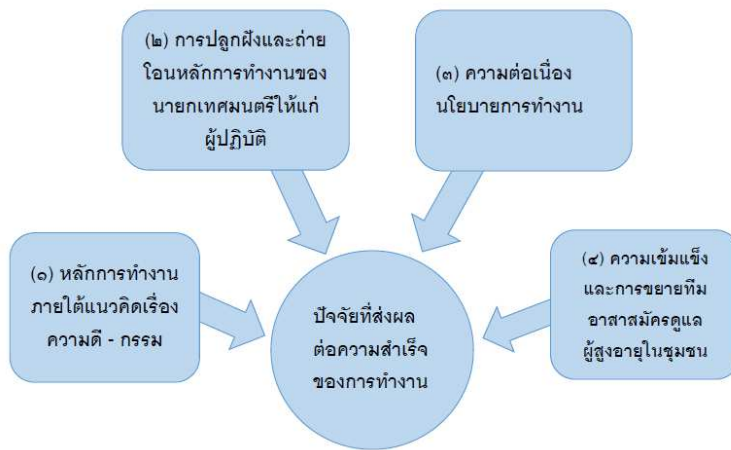 (๒) การปลูกฝังและถ่าย
โอนหลักการทำงานของ
นายกเทศมนตรีให้แก่
ผู้ปฏิบัติ
(๓) ความต่อเนื่อง
นโยบายการทำงาน
(๑) หลักการทำงาน
ภายใต้แนวคิดเรื่อง
ความดี - กรรม
ปัจจัยที่ส่งผล
ต่อความสำเร็จ
ของการทำงาน
(๔) ความเข้มแข็ง
และการขยายทีม
อาสาสมัครดูแล
ผู้สูงอายุในชุมชน